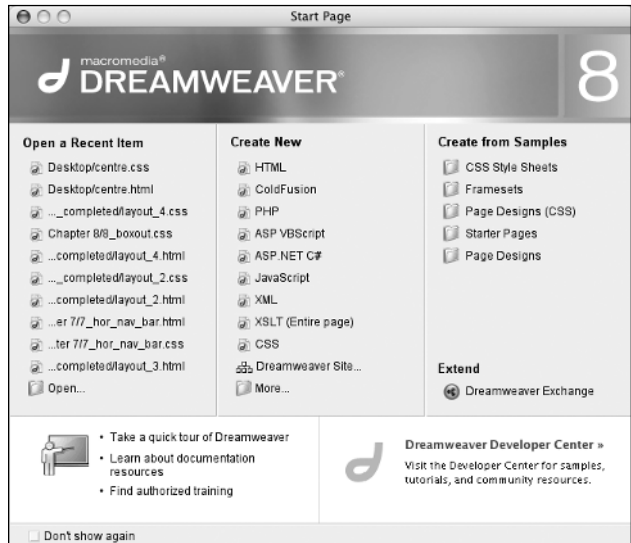 Start Page
macromedia®
DREAMWEAVER®
8
Open a Recent Item
Desktop/centre.css
Desktop/centre.html
..._completed/layout_4.css
Chapter 8/8_boxout.css
...completed/layout_4.html
..._completed/layout_2.css
...completed/layout_2.html
...er 7/7_hor_nav_bar.html
...ter 7/7_hor_nav_bar.css
...completed/layout_3.html
Open...
Create New
HTML
ColdFusion
PHP
ASP VBScript
ASP.NET C#
JavaScript
XML
XSLT (Entire page)
CSS
Dreamweaver Site...
More...
Create from Samples
CSS Style Sheets
Framesets
Page Designs (CSS)
Starter Pages
Page Designs
Extend
Dreamweaver Exchange
• Take a quick tour of Dreamweaver
• Learn about documentation
resources
• Find authorized training
Dreamweaver Developer Center »
Visit the Developer Center for samples,
tutorials, and community resources.
Don't show again